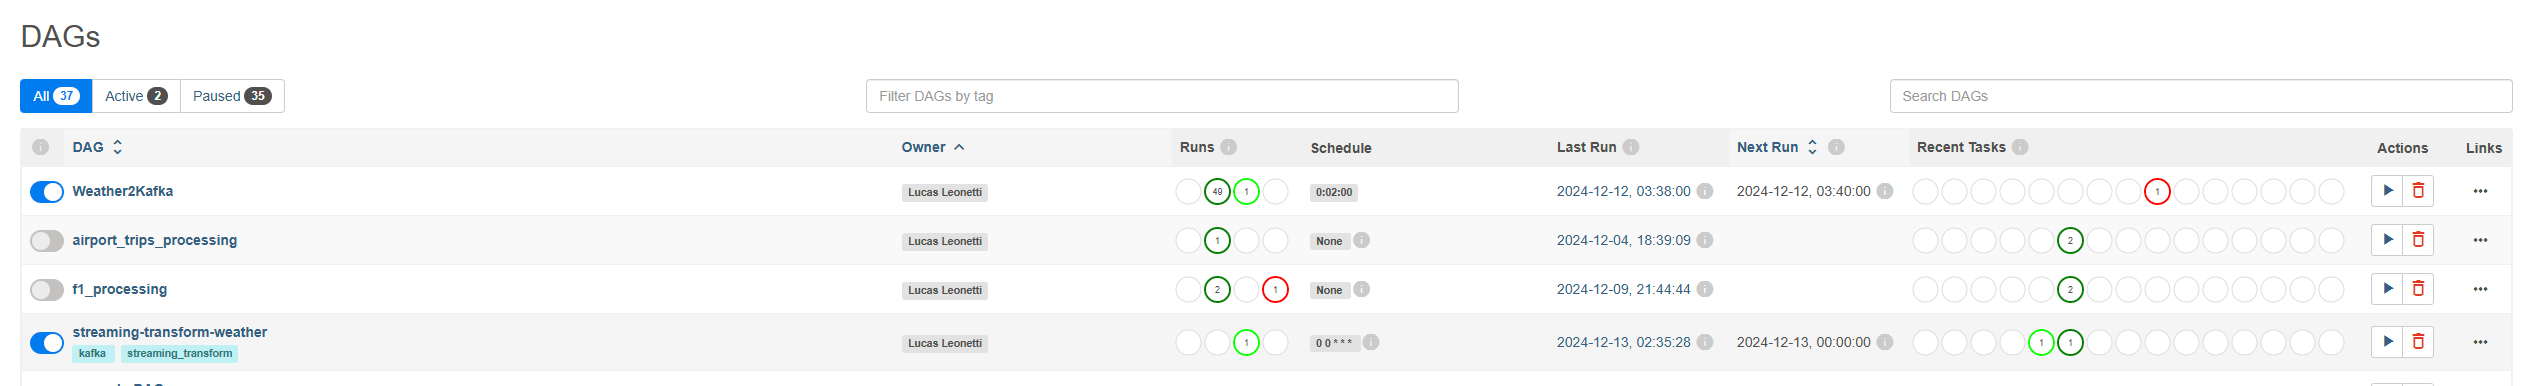 DAGs
All 37 Active 2 Paused 35 Filter DAGs by tag Search DAGs
DAG Owner Runs Schedule Last Run Next Run Recent Tasks Actions Links
Weather2Kafka Lucas Leonetti 49 1 0:02:00 2024-12-12, 03:38:00 2024-12-12, 03:40:00 1
airport_trips_processing Lucas Leonetti 1 None 2024-12-04, 18:39:09 2
f1_processing Lucas Leonetti 2 1 None 2024-12-09, 21:44:44 2
streaming-transform-weather
kafka streaming_transform Lucas Leonetti 1 0 0 * * * 2024-12-13, 02:35:28 2024-12-13, 00:00:00 1 1